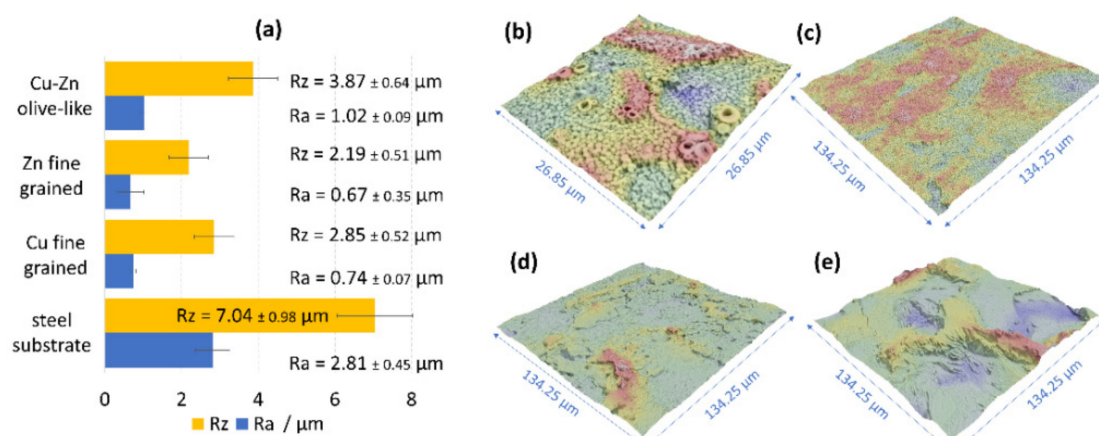 (a)
Cu-Zn
olive-like
Rz = 3.87 ± 0.64 μm
Ra = 1.02 ± 0.09 μm
Zn fine
grained
Rz = 2.19 ± 0.51 μm
Ra = 0.67 ± 0.35 μm
Cu fine
grained
Rz = 2.85 ± 0.52 μm
Ra = 0.74 ± 0.07 μm
steel
substrate
Rz = 7.04 ± 0.98 μm
Ra = 2.81 ± 0.45 μm
0 2 4 6 8
Rz Ra / μm
(b)
26.85 μm
26.85 μm
(c)
134.25 μm
134.25 μm
(d)
134.25 μm
134.25 μm
(e)
134.25 μm
134.25 μm